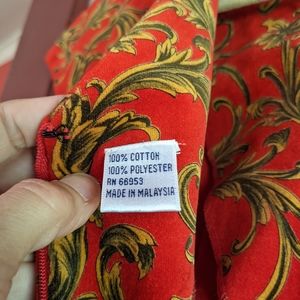 100% COTTON
100% POLYESTER
RN 66953
MADE IN MALAYSIA